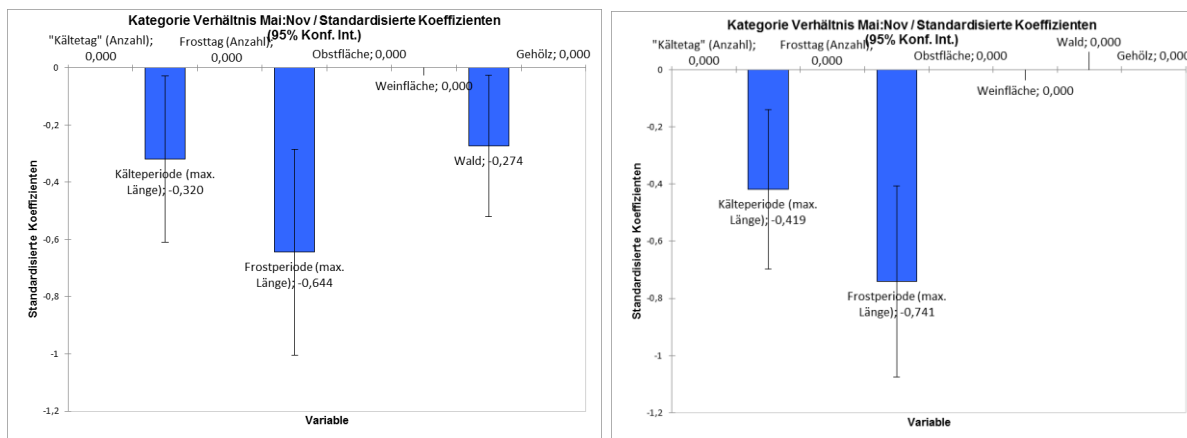 Kategorie Verhältnis Mai:Nov / Standardisierte Koeffizienten
(95% Konf. Int.)
"Kältetag" (Anzahl);
0,000
Frosttag (Anzahl);
0,000
Obstfläche; 0,000
Gehölz; 0,000
Weinfläche; 0,000
0
-0,2
-0,4
-0,6
-0,8
-1
-1,2
Standardisierte Koeffizienten
Kälteperiode (max.
Länge); -0,320
Frostperiode (max.
Länge); -0,644
Wald; -0,274
Variable
Kategorie Verhältnis Mai:Nov / Standardisierte Koeffizienten
(95% Konf. Int.)
"Kältetag" (Anzahl);
0,000
Frosttag (Anzahl);
0,000
Obstfläche; 0,000
Wald; 0,000
Gehölz; 0,000
Weinfläche; 0,000
0
-0,2
-0,4
-0,6
-0,8
-1
-1,2
Standardisierte Koeffizienten
Kälteperiode (max.
Länge); -0,419
Frostperiode (max.
Länge); -0,741
Variable